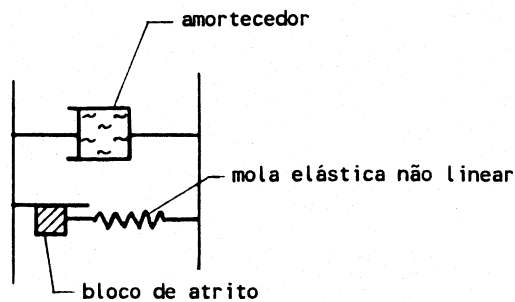 amortecedor
mola elástica não linear
bloco de atrito